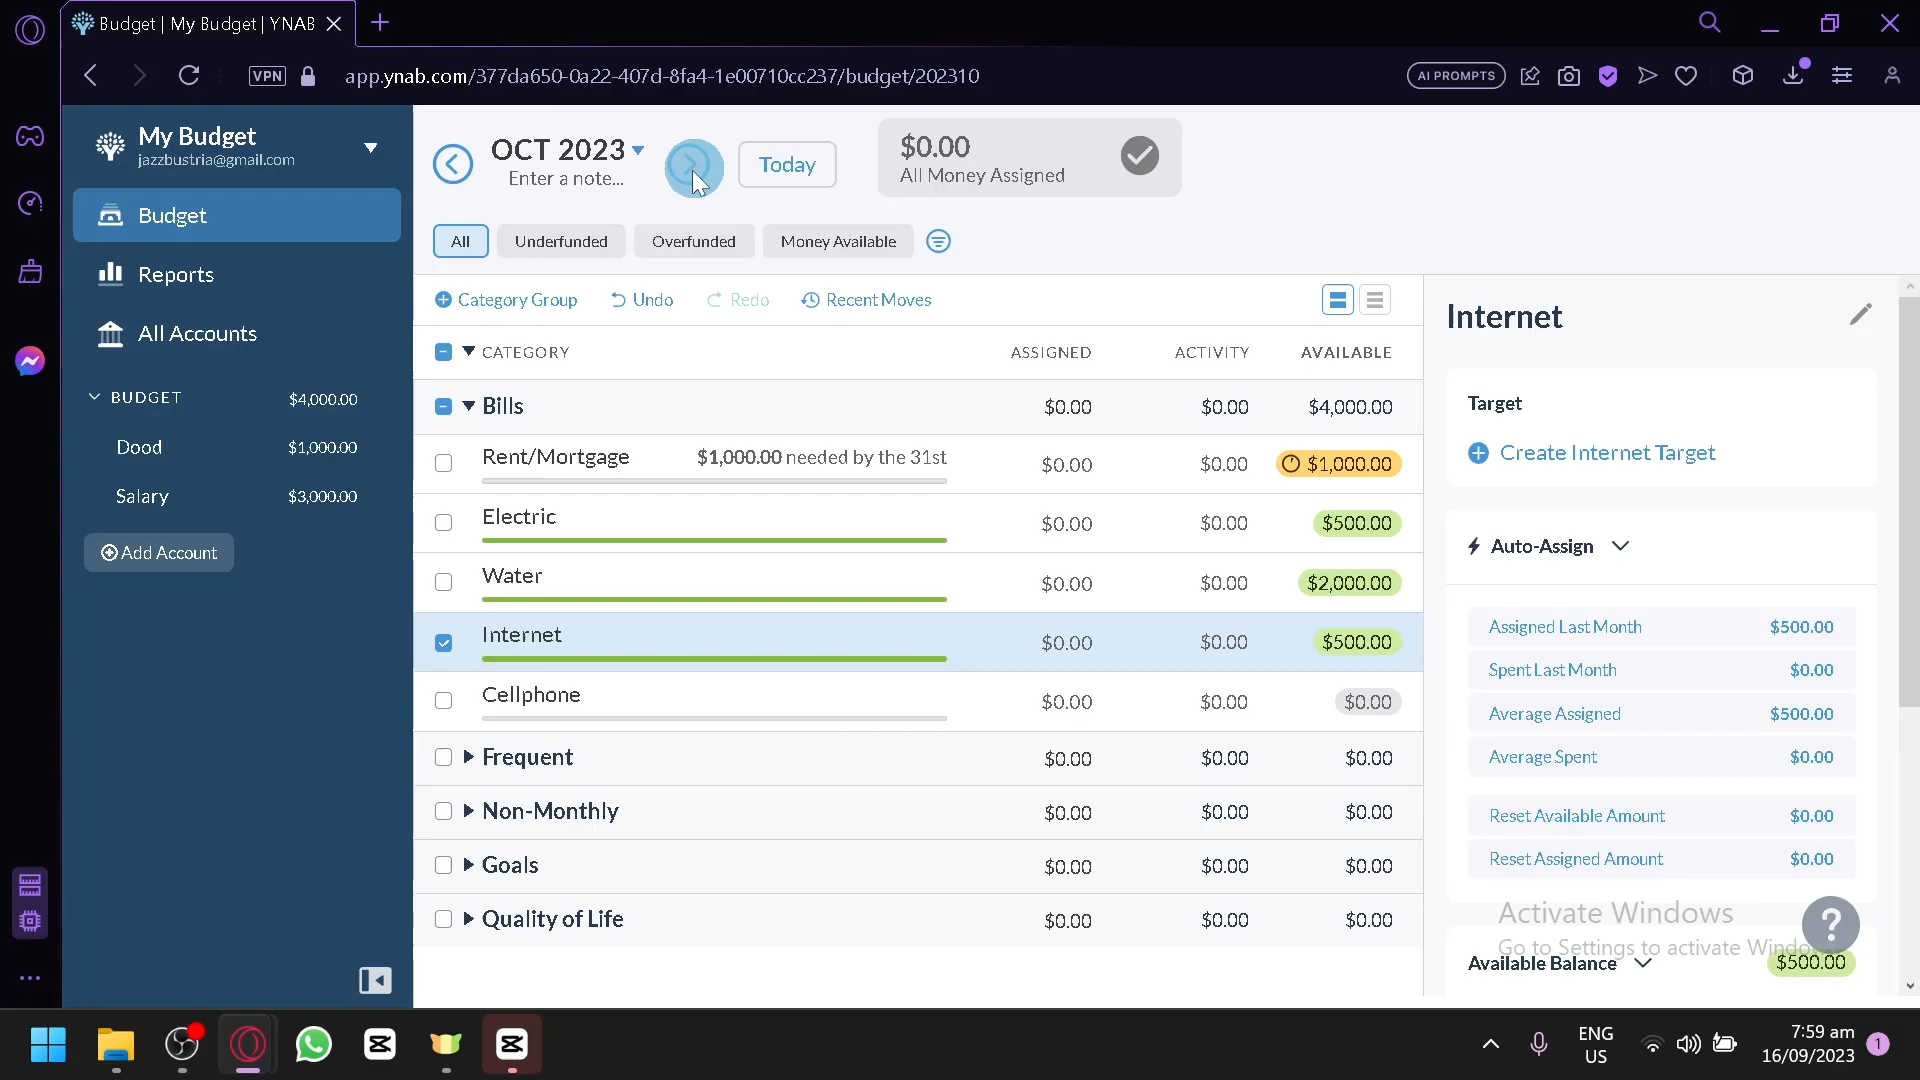 Budget | My Budget | YNAB
VPN
app.ynab.com/377da650-0a22-407d-8fa4-1e00710cc237/budget/202310
AI PROMPTS
My Budget
jazzbustria@gmail.com
Budget
Reports
All Accounts
BUDGET $4,000.00
Dood $1,000.00
Salary $3,000.00
Add Account
OCT 2023
Enter a note...
Today
$0.00
All Money Assigned
All Underfunded Overfunded Money Available
Category Group Undo Redo Recent Moves
CATEGORY ASSIGNED ACTIVITY AVAILABLE
Bills $0.00 $0.00 $4,000.00
Rent/Mortgage $1,000.00 needed by the 31st $0.00 $0.00 $1,000.00
Electric $0.00 $0.00 $500.00
Water $0.00 $0.00 $2,000.00
Internet $0.00 $0.00 $500.00
Cellphone $0.00 $0.00 $0.00
Frequent $0.00 $0.00 $0.00
Non-Monthly $0.00 $0.00 $0.00
Goals $0.00 $0.00 $0.00
Quality of Life $0.00 $0.00 $0.00
Internet
Target
Create Internet Target
Auto-Assign
Assigned Last Month $500.00
Spent Last Month $0.00
Average Assigned $500.00
Average Spent $0.00
Reset Available Amount $0.00
Reset Assigned Amount $0.00
Activate Windows
Go to Settings to activate Windows
Available Balance $500.00
?
ENG
US
7:59 am
16/09/2023
1